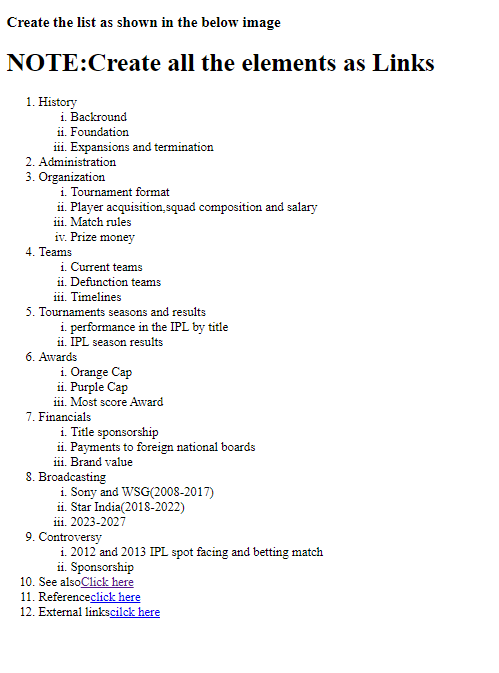 Create the list as shown in the below image
NOTE:Create all the elements as Links
1. History
i. Backround
ii. Foundation
iii. Expansions and termination
2. Administration
3. Organization
i. Tournament format
ii. Player acquisition,squad composition and salary
iii. Match rules
iv. Prize money
4. Teams
i. Current teams
ii. Defunction teams
iii. Timelines
5. Tournaments seasons and results
i. performance in the IPL by title
ii. IPL season results
6. Awards
i. Orange Cap
ii. Purple Cap
iii. Most score Award
7. Financials
i. Title sponsorship
ii. Payments to foreign national boards
iii. Brand value
8. Broadcasting
i. Sony and WSG(2008-2017)
ii. Star India(2018-2022)
iii. 2023-2027
9. Controversy
i. 2012 and 2013 IPL spot facing and betting match
ii. Sponsorship
10. See alsoClick here
11. Referenceclick here
12. External linkscilck here